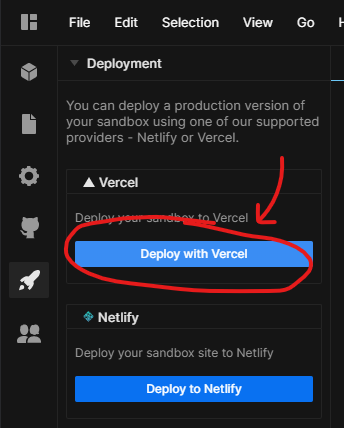 File Edit Selection View Go
Deployment
You can deploy a production version of
your sandbox using one of our supported
providers - Netlify or Vercel.
Vercel
Deploy your sandbox to Vercel
Deploy with Vercel
Netlify
Deploy your sandbox site to Netlify
Deploy to Netlify